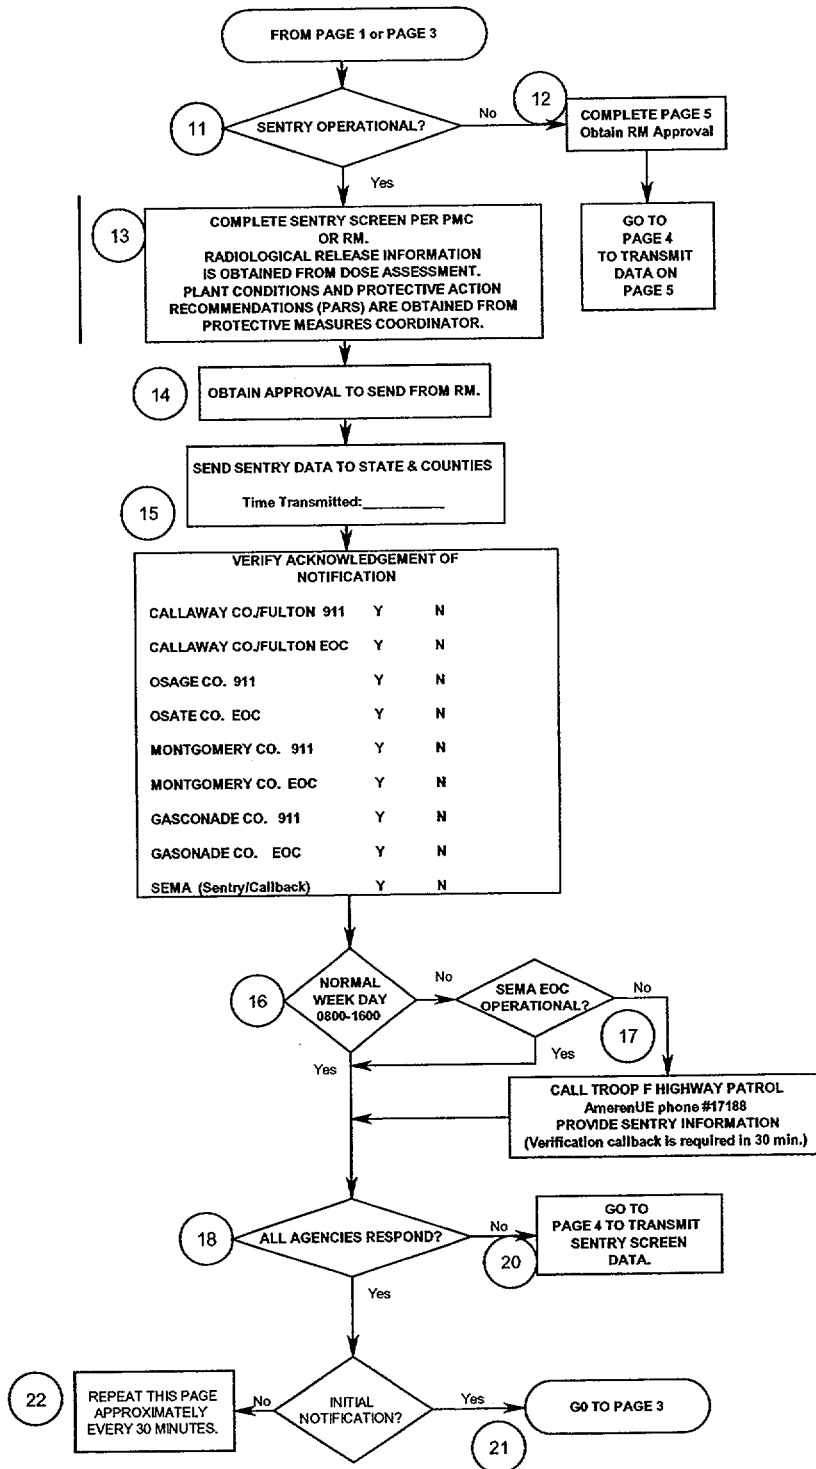 FROM PAGE 1 or PAGE 3
11
SENTRY OPERATIONAL?
No
12
COMPLETE PAGE 5
Obtain RM Approval
Yes
GO TO
PAGE 4
TO TRANSMIT
DATA ON
PAGE 5
13
COMPLETE SENTRY SCREEN PER PMC
OR RM.
RADIOLOGICAL RELEASE INFORMATION
IS OBTAINED FROM DOSE ASSESSMENT.
PLANT CONDITIONS AND PROTECTIVE ACTION
RECOMMENDATIONS (PARS) ARE OBTAINED FROM
PROTECTIVE MEASURES COORDINATOR.
14
OBTAIN APPROVAL TO SEND FROM RM.
SEND SENTRY DATA TO STATE & COUNTIES
Time Transmitted:__________
15
VERIFY ACKNOWLEDGEMENT OF
NOTIFICATION
CALLAWAY CO./FULTON 911 Y N
CALLAWAY CO./FULTON EOC Y N
OSAGE CO. 911 Y N
OSATE CO. EOC Y N
MONTGOMERY CO. 911 Y N
MONTGOMERY CO. EOC Y N
GASCONADE CO. 911 Y N
GASONADE CO. EOC Y N
SEMA (Sentry/Callback) Y N
16
NORMAL
WEEK DAY
0800-1600
No
SEMA EOC
OPERATIONAL?
No
17
Yes
Yes
CALL TROOP F HIGHWAY PATROL
AmerenUE phone #17188
PROVIDE SENTRY INFORMATION
(Verification callback is required in 30 min.)
18
ALL AGENCIES RESPOND?
No
20
GO TO
PAGE 4 TO TRANSMIT
SENTRY SCREEN
DATA.
Yes
22
REPEAT THIS PAGE
APPROXIMATELY
EVERY 30 MINUTES.
No
INITIAL
NOTIFICATION?
Yes
21
GO TO PAGE 3